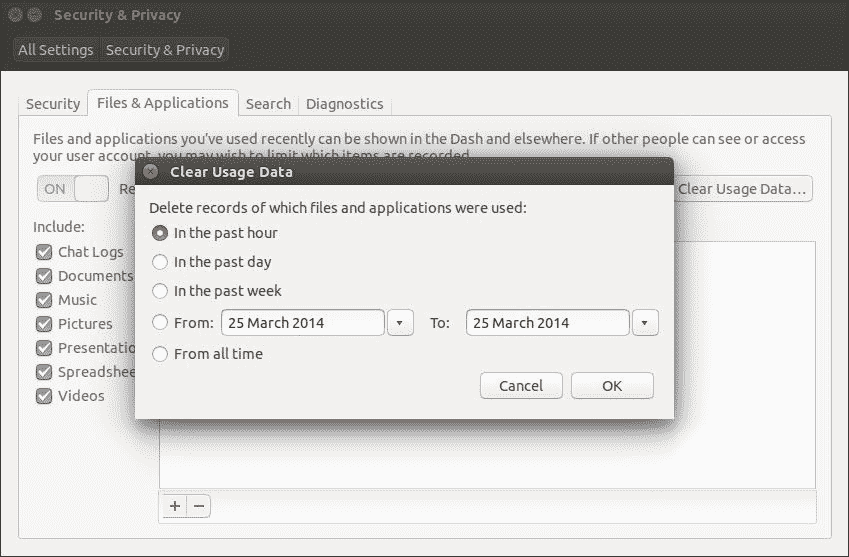 Security & Privacy
All Settings Security & Privacy
Security Files & Applications Search Diagnostics
Files and applications you've used recently can be shown in the Dash and elsewhere. If other people can see or access
your user account, you may wish to limit which items are recorded.
Clear Usage Data
ON Clear Usage Data...
Delete records of which files and applications were used:
Include:
In the past hour
Chat Logs
In the past day
Documents
In the past week
Music
Pictures
From: 25 March 2014 To: 25 March 2014
From all time
Videos
Cancel OK
+ −